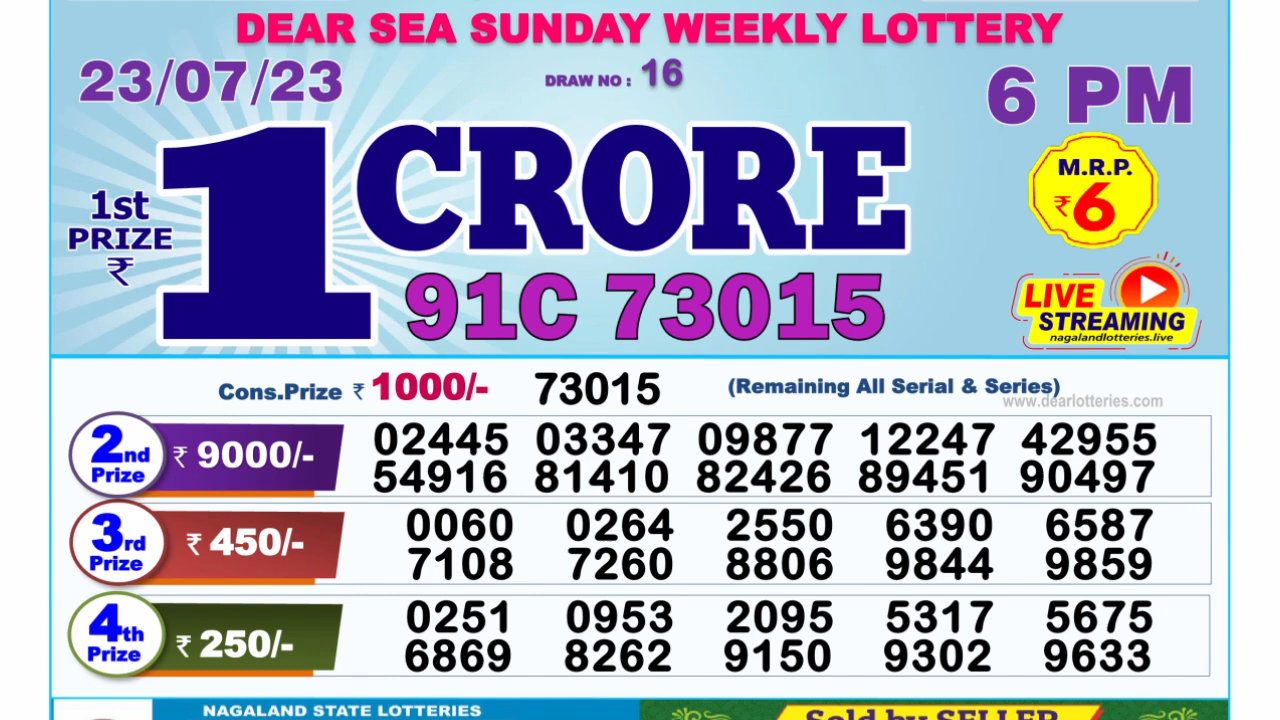 DEAR SEA SUNDAY WEEKLY LOTTERY
23/07/23
DRAW NO : 16
6 PM
1st
PRIZE
₹
1 CRORE
M.R.P.
₹6
91C 73015
LIVE
STREAMING
nagalandlotteries.live
Cons.Prize ₹ 1000/- 73015 (Remaining All Serial & Series)
www.dearlotteries.com
2nd Prize ₹ 9000/-
02445 03347 09877 12247 42955
54916 81410 82426 89451 90497
3rd Prize ₹ 450/-
0060 0264 2550 6390 6587
7108 7260 8806 9844 9859
4th Prize ₹ 250/-
0251 0953 2095 5317 5675
6869 8262 9150 9302 9633
NAGALAND STATE LOTTERIES
Sold by SELLER